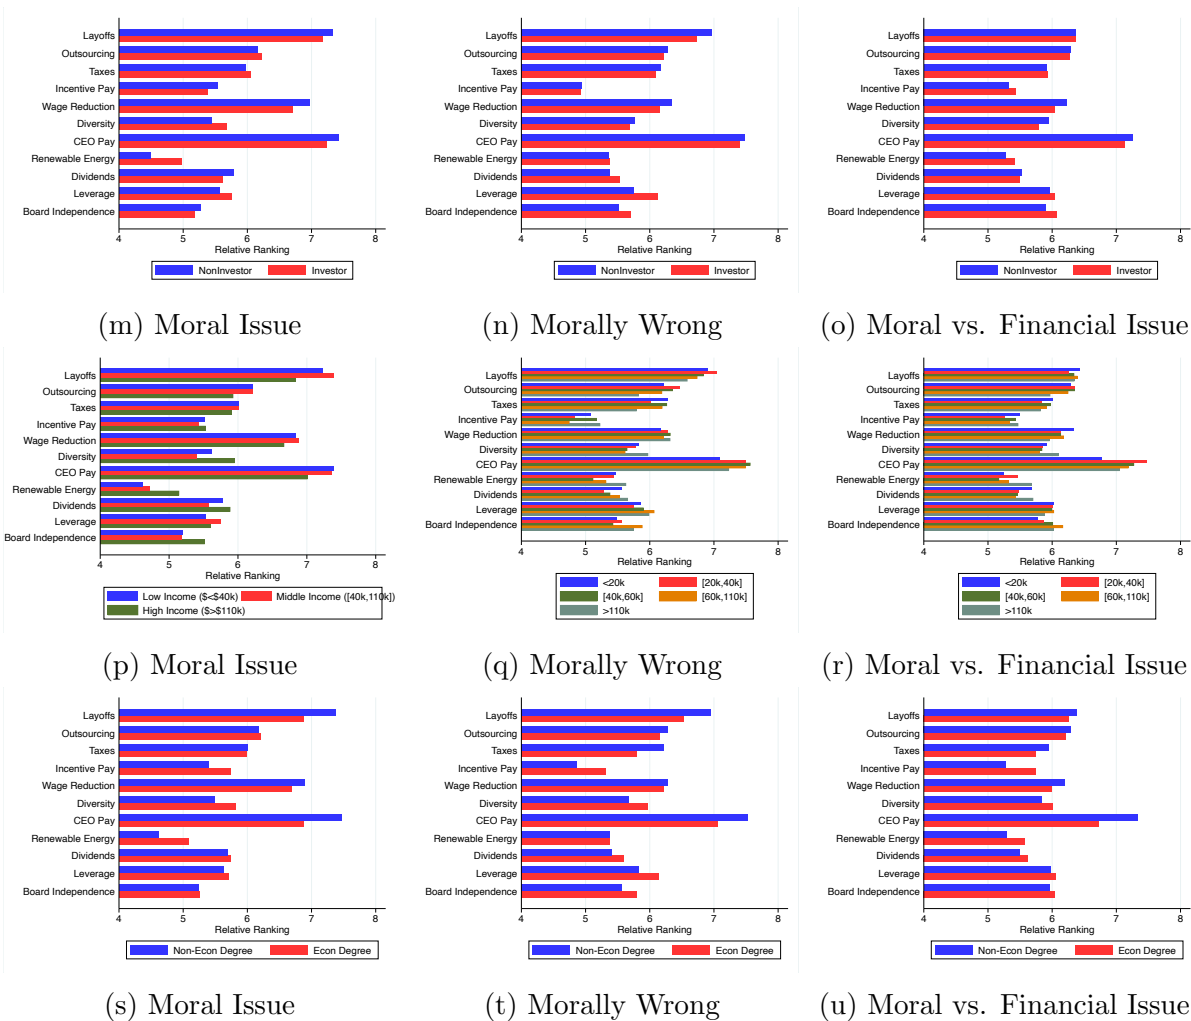 Layoffs
Outsourcing
Taxes
Incentive Pay
Wage Reduction
Diversity
CEO Pay
Renewable Energy
Dividends
Leverage
Board Independence
4 5 6 7 8
Relative Ranking
NonInvestor Investor
(m) Moral Issue
Layoffs
Outsourcing
Taxes
Incentive Pay
Wage Reduction
Diversity
CEO Pay
Renewable Energy
Dividends
Leverage
Board Independence
4 5 6 7 8
Relative Ranking
NonInvestor Investor
(n) Morally Wrong
Layoffs
Outsourcing
Taxes
Incentive Pay
Wage Reduction
Diversity
CEO Pay
Renewable Energy
Dividends
Leverage
Board Independence
4 5 6 7 8
Relative Ranking
NonInvestor Investor
(o) Moral vs. Financial Issue
Layoffs
Outsourcing
Taxes
Incentive Pay
Wage Reduction
Diversity
CEO Pay
Renewable Energy
Dividends
Leverage
Board Independence
4 5 6 7 8
Relative Ranking
Low Income ($<$40k) Middle Income ([40k,110k])
High Income ($>$110k)
(p) Moral Issue
Layoffs
Outsourcing
Taxes
Incentive Pay
Wage Reduction
Diversity
CEO Pay
Renewable Energy
Dividends
Leverage
Board Independence
4 5 6 7 8
Relative Ranking
<20k [20k,40k]
[40k,60k] [60k,110k]
>110k
(q) Morally Wrong
Layoffs
Outsourcing
Taxes
Incentive Pay
Wage Reduction
Diversity
CEO Pay
Renewable Energy
Dividends
Leverage
Board Independence
4 5 6 7 8
Relative Ranking
<20k [20k,40k]
[40k,60k] [60k,110k]
>110k
(r) Moral vs. Financial Issue
Layoffs
Outsourcing
Taxes
Incentive Pay
Wage Reduction
Diversity
CEO Pay
Renewable Energy
Dividends
Leverage
Board Independence
4 5 6 7 8
Relative Ranking
Non-Econ Degree Econ Degree
(s) Moral Issue
Layoffs
Outsourcing
Taxes
Incentive Pay
Wage Reduction
Diversity
CEO Pay
Renewable Energy
Dividends
Leverage
Board Independence
4 5 6 7 8
Relative Ranking
Non-Econ Degree Econ Degree
(t) Morally Wrong
Layoffs
Outsourcing
Taxes
Incentive Pay
Wage Reduction
Diversity
CEO Pay
Renewable Energy
Dividends
Leverage
Board Independence
4 5 6 7 8
Relative Ranking
Non-Econ Degree Econ Degree
(u) Moral vs. Financial Issue